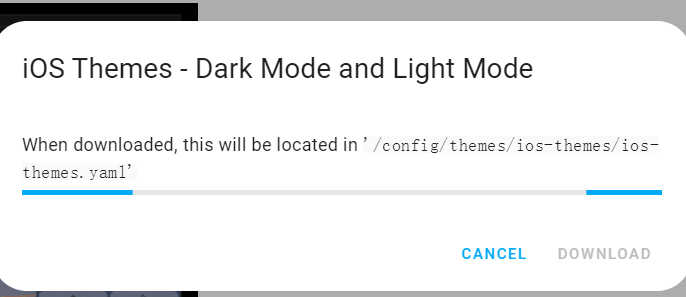 iOS Themes - Dark Mode and Light Mode
When downloaded, this will be located in '/config/themes/ios-themes/ios-
themes.yaml'
CANCEL DOWNLOAD